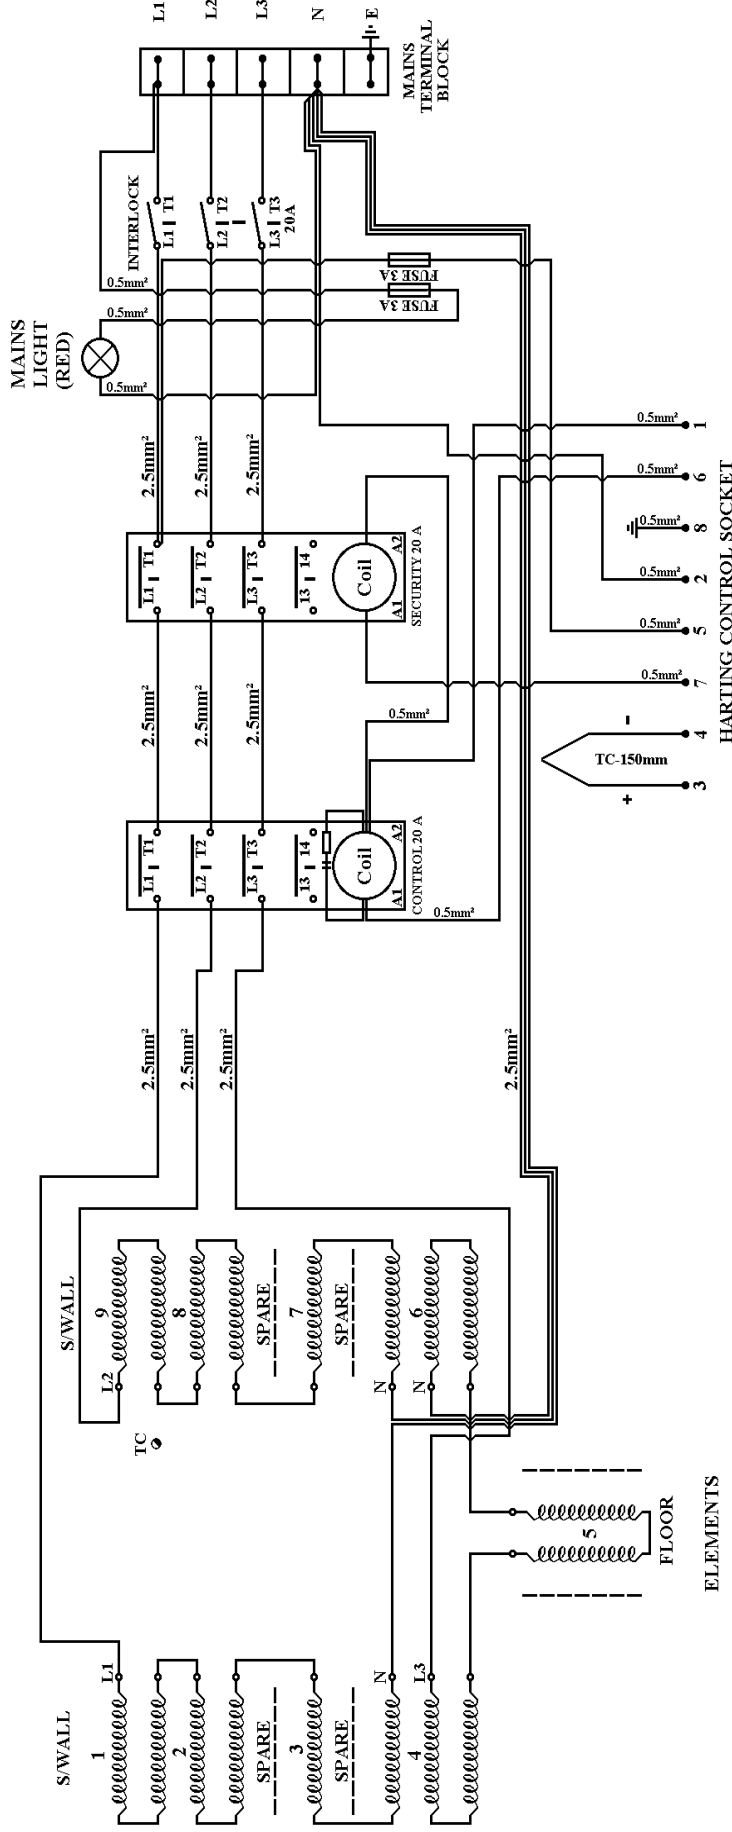 L1
L2
L3
N
E
MAINS
TERMINAL
BLOCK
INTERLOCK
L1 T1
L2 T2
L3 T3
20A
0.5mm²
FUSE 3A
0.5mm²
FUSE 3A
MAINS
LIGHT
(RED)
0.5mm²
2.5mm²
2.5mm²
2.5mm²
L1 T1
L2 T2
L3 T3
13 14
Coil
A1 A2
SECURITY 20 A
2.5mm²
2.5mm²
2.5mm²
0.5mm²
L1 T1
L2 T2
L3 T3
13 14
Coil
A1 A2
CONTROL 20 A
0.5mm²
0.5mm²
1
0.5mm²
6
0.5mm²
8
0.5mm²
2
0.5mm²
5
0.5mm²
7
-
4
TC-150mm
+
3
HARTING CONTROL SOCKET
2.5mm²
2.5mm²
2.5mm²
2.5mm²
S/WALL
L2
9
8
SPARE
7
SPARE
N
N
6
TC
5
FLOOR
ELEMENTS
S/WALL
L1
1
2
SPARE
3
SPARE
N
L3
4